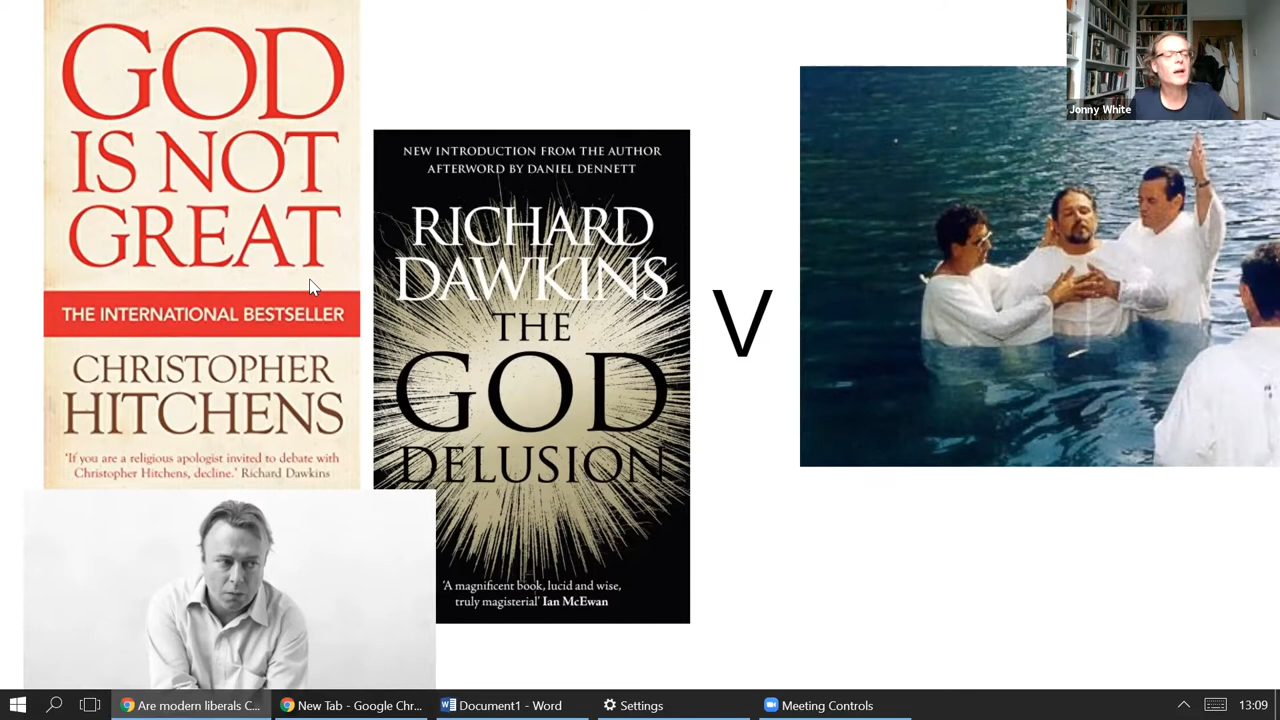 GOD
IS NOT
GREAT
THE INTERNATIONAL BESTSELLER
CHRISTOPHER
HITCHENS
'If you are a religious apologist invited to debate with
Christopher Hitchens, decline.' Richard Dawkins
NEW INTRODUCTION FROM THE AUTHOR
AFTERWORD BY DANIEL DENNETT
RICHARD
DAWKINS
THE
GOD
DELUSION
'A magnificent book, lucid and wise,
truly magisterial' Ian McEwan
V
Jonny White
Are modern liberals C...
New Tab - Google Chr...
Document1 - Word
Settings
Meeting Controls
13:09